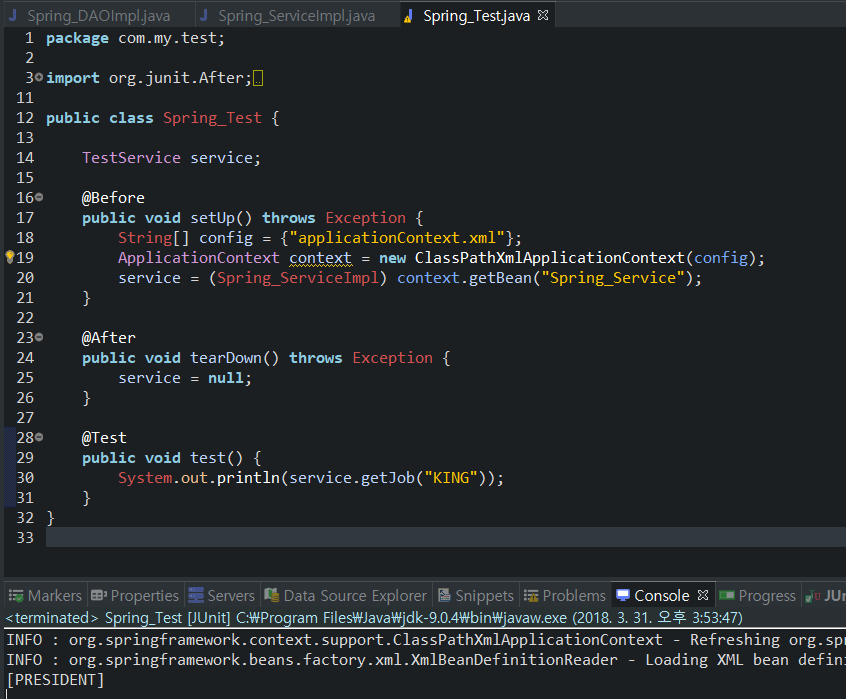 Spring_DAOImpl.java Spring_ServiceImpl.java Spring_Test.java
1 package com.my.test;
2
3 import org.junit.After;
11
12 public class Spring_Test {
13
14 TestService service;
15
16 @Before
17 public void setUp() throws Exception {
18 String[] config = {"applicationContext.xml"};
19 ApplicationContext context = new ClassPathXmlApplicationContext(config);
20 service = (Spring_ServiceImpl) context.getBean("Spring_Service");
21 }
22
23 @After
24 public void tearDown() throws Exception {
25 service = null;
26 }
27
28 @Test
29 public void test() {
30 System.out.println(service.getJob("KING"));
31 }
32 }
33
Markers Properties Servers Data Source Explorer Snippets Problems Console Progress JUn
<terminated> Spring_Test [JUnit] C:₩Program Files₩Java₩jdk-9.0.4₩bin₩javaw.exe (2018. 3. 31. 오후 3:53:47)
INFO : org.springframework.context.support.ClassPathXmlApplicationContext - Refreshing org.spr
INFO : org.springframework.beans.factory.xml.XmlBeanDefinitionReader - Loading XML bean defini
[PRESIDENT]